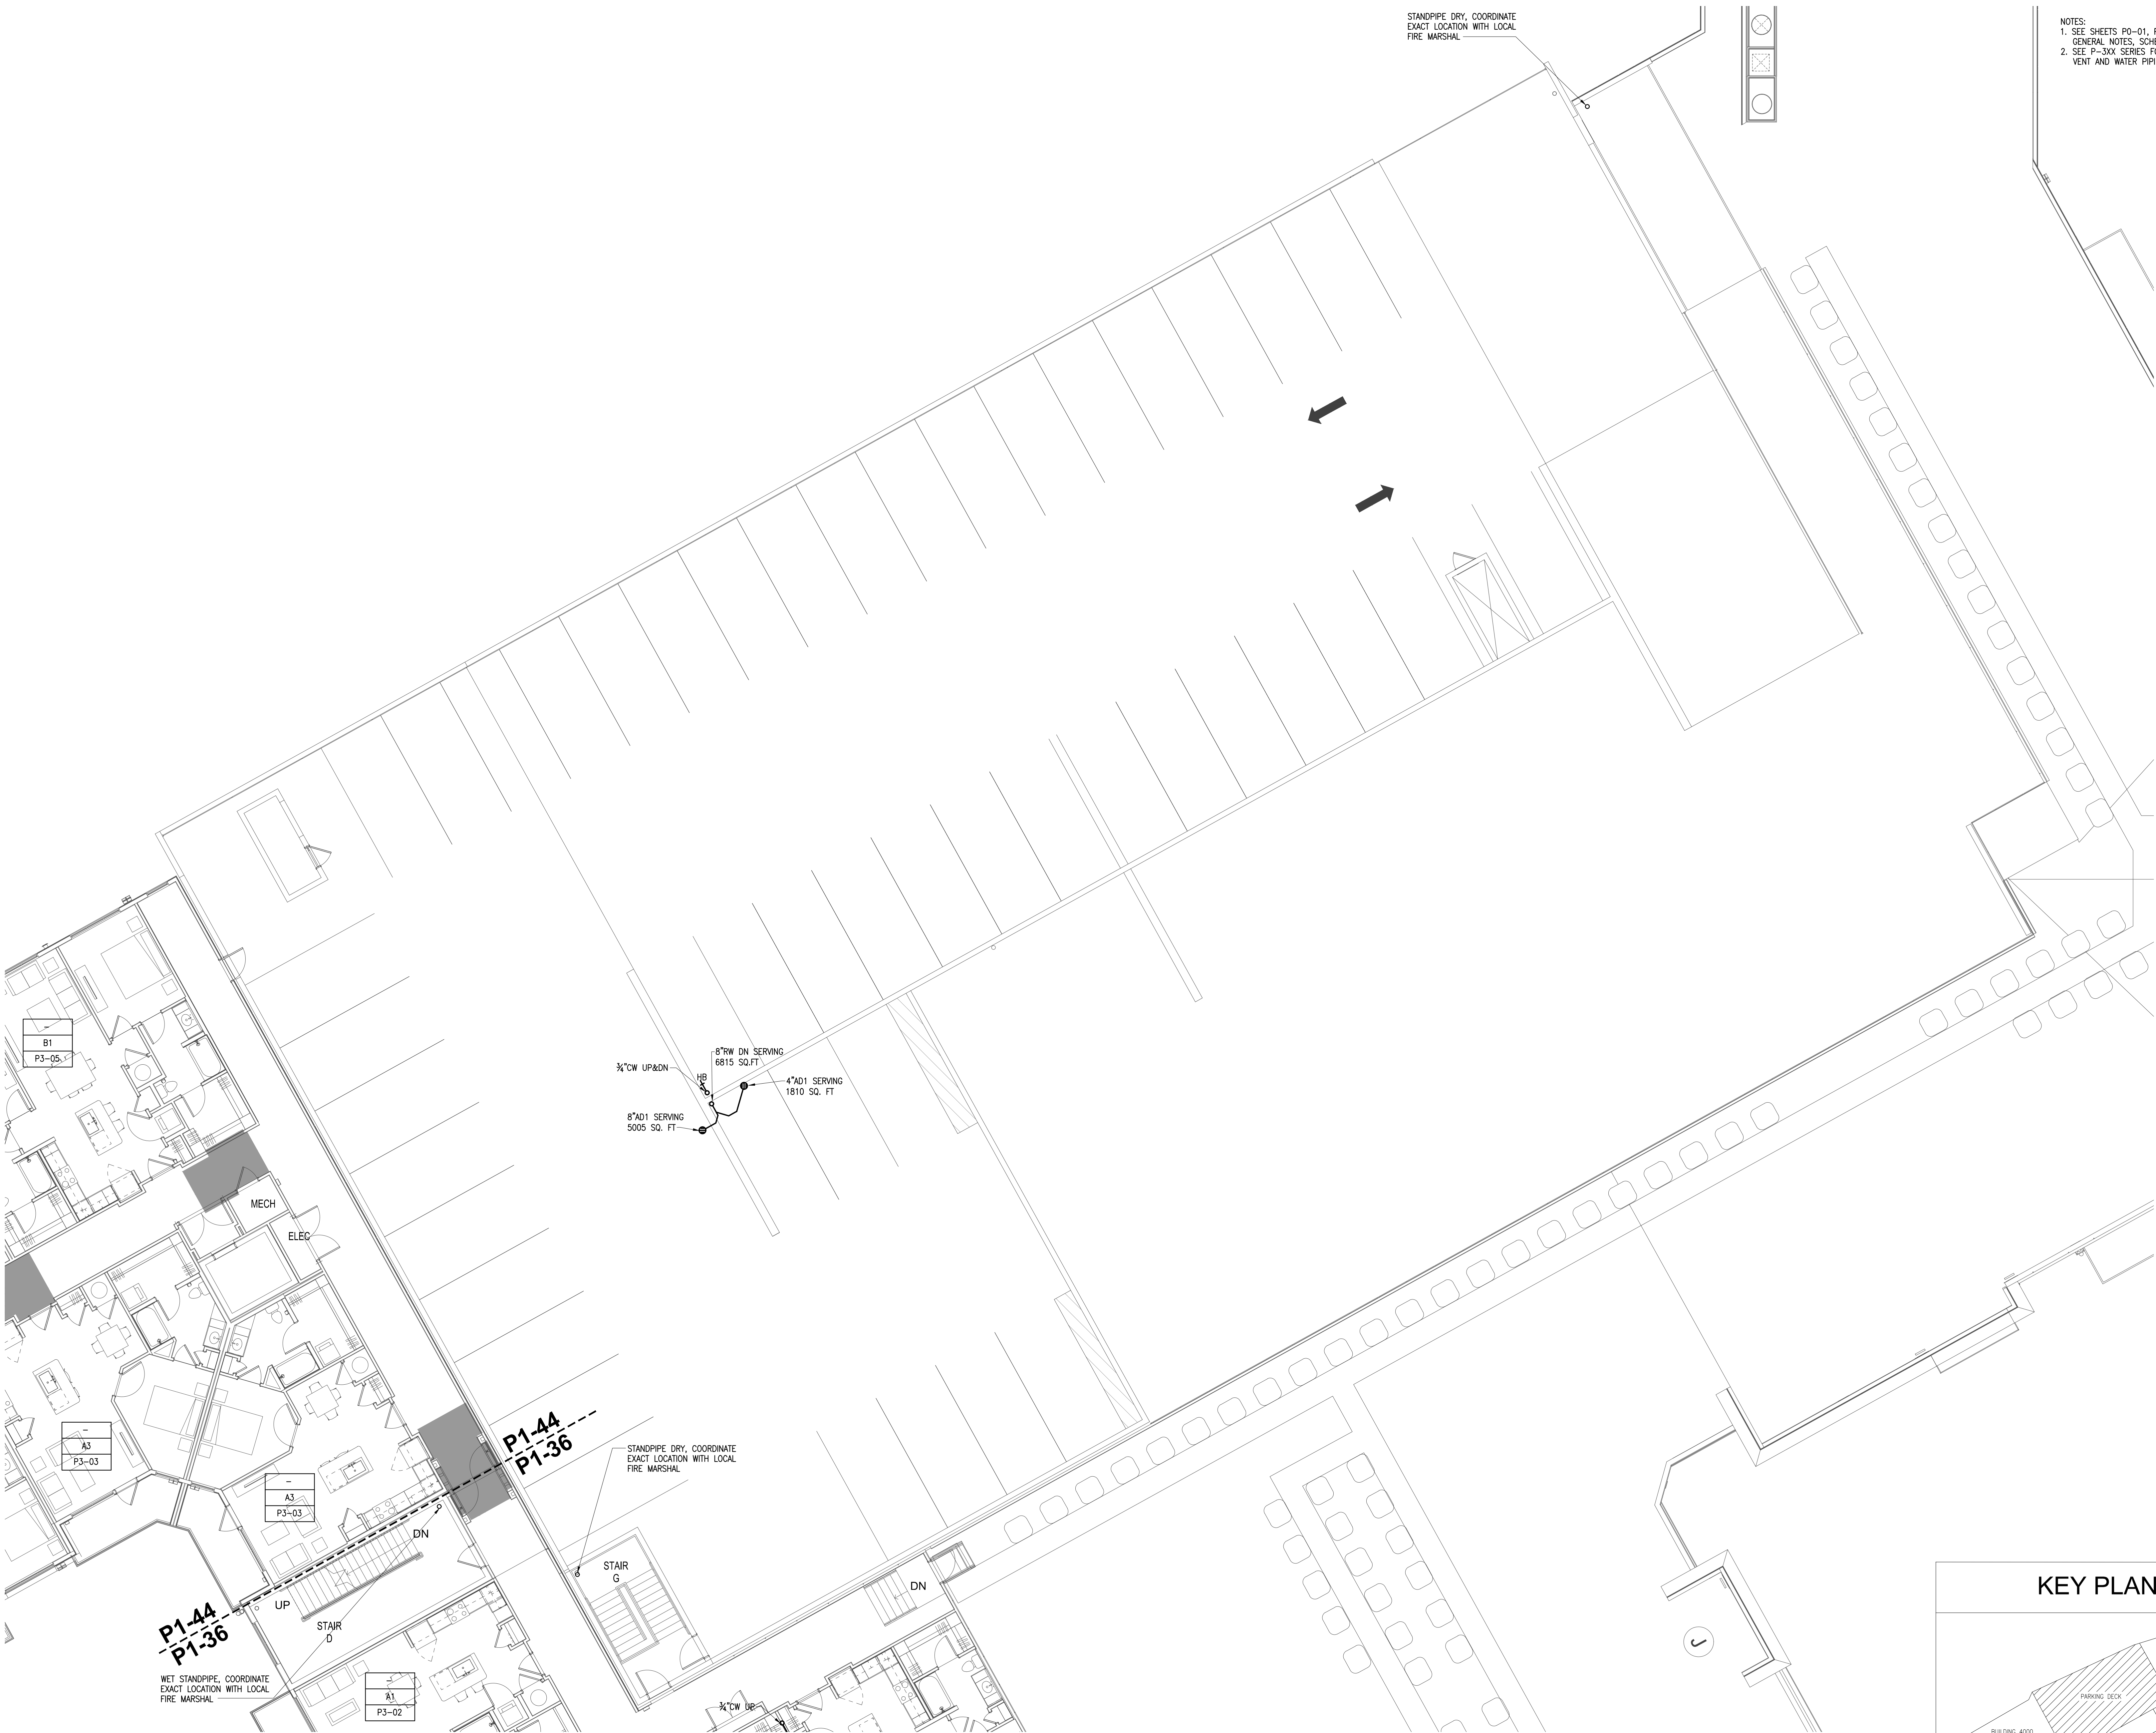 STANDPIPE DRY, COORDINATE
EXACT LOCATION WITH LOCAL
FIRE MARSHAL
NOTES:
1. SEE SHEETS P0-01,
GENERAL NOTES,
2. SEE P-3XX SERIES
VENT AND WATER
-
B1
P3-05
8"RW DN SERVING
6815 SQ.FT
¾"CW UP&DN
HB
4"AD1 SERVING
1810 SQ. FT
8"AD1 SERVING
5005 SQ. FT
MECH
ELEC
-
A3
P3-03
-
A3
P3-03
P1-44
P1-36
STANDPIPE DRY, COORDINATE
EXACT LOCATION WITH LOCAL
FIRE MARSHAL
DN
STAIR
G
DN
UP
STAIR
D
P1-44
P1-36
WET STANDPIPE, COORDINATE
EXACT LOCATION WITH LOCAL
FIRE MARSHAL
-
A1
P3-02
¾"CW UP
J
KEY PLAN
PARKING DECK
BUILDING 4000